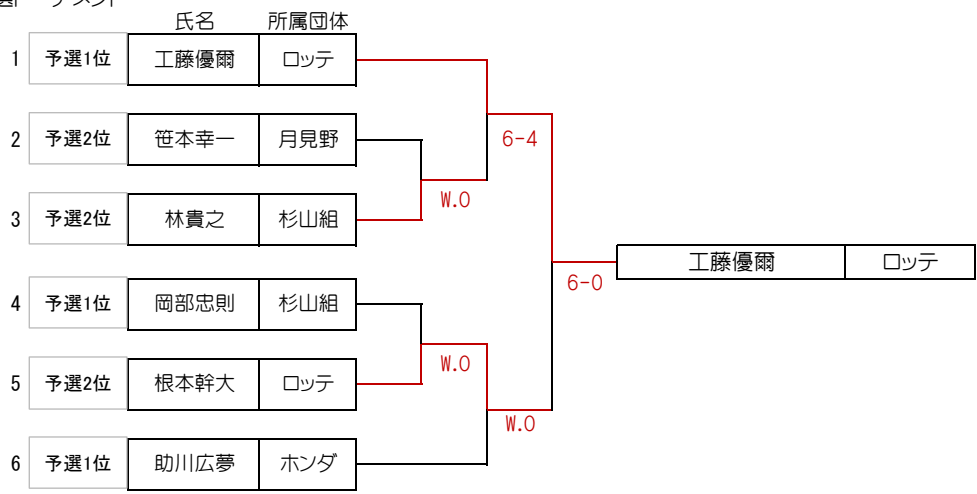 氏名 所属団体
1 予選1位 工藤優爾 ロッテ
2 予選2位 笹本幸一 月見野
6-4
W.O
3 予選2位 林貴之 杉山組
工藤優爾 ロッテ
6-0
4 予選1位 岡部忠則 杉山組
W.O
5 予選2位 根本幹大 ロッテ
W.O
6 予選1位 助川広夢 ホンダ